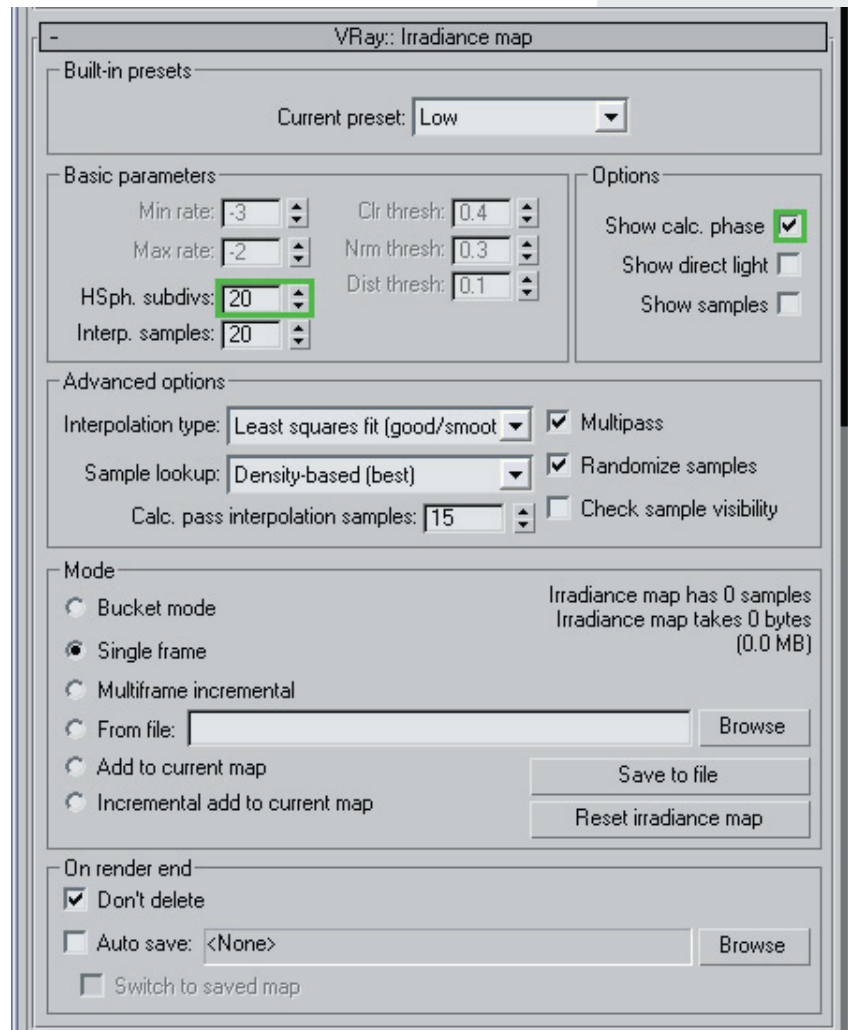 VRay:: Irradiance map
Built-in presets
Current preset: Low
Basic parameters
Min rate: -3
Clr thresh: 0.4
Max rate: -2
Nrm thresh: 0.3
HSph. subdivs: 20
Dist thresh: 0.1
Interp. samples: 20
Options
Show calc. phase
Show direct light
Show samples
Advanced options
Interpolation type: Least squares fit (good/smoot
Multipass
Sample lookup: Density-based (best)
Randomize samples
Calc. pass interpolation samples: 15
Check sample visibility
Mode
Bucket mode
Single frame
Multiframe incremental
From file:
Browse
Add to current map
Incremental add to current map
Irradiance map has 0 samples
Irradiance map takes 0 bytes
(0.0 MB)
Save to file
Reset irradiance map
On render end
Don't delete
Auto save: <None>
Browse
Switch to saved map